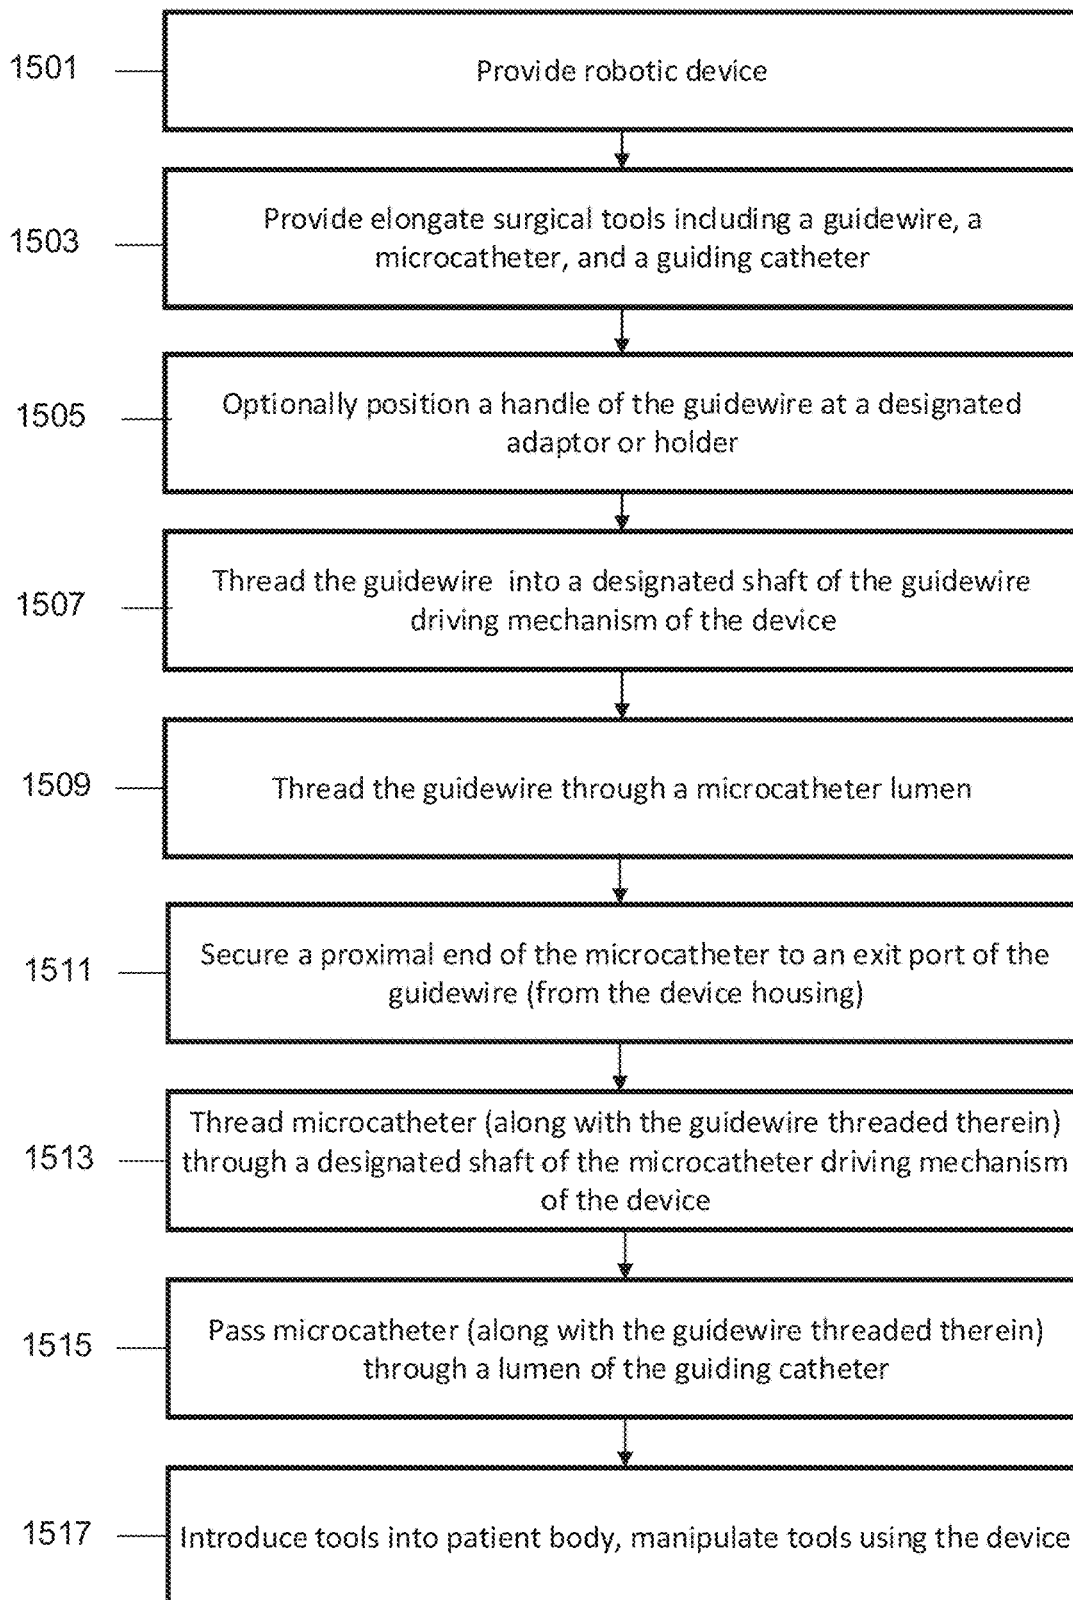 1501
Provide robotic device
1503
Provide elongate surgical tools including a guidewire, a
microcatheter, and a guiding catheter
1505
Optionally position a handle of the guidewire at a designated
adaptor or holder
1507
Thread the guidewire into a designated shaft of the guidewire
driving mechanism of the device
1509
Thread the guidewire through a microcatheter lumen
1511
Secure a proximal end of the microcatheter to an exit port of the
guidewire (from the device housing)
1513
Thread microcatheter (along with the guidewire threaded therein)
through a designated shaft of the microcatheter driving mechanism
of the device
1515
Pass microcatheter (along with the guidewire threaded therein)
through a lumen of the guiding catheter
1517
Introduce tools into patient body, manipulate tools using the device